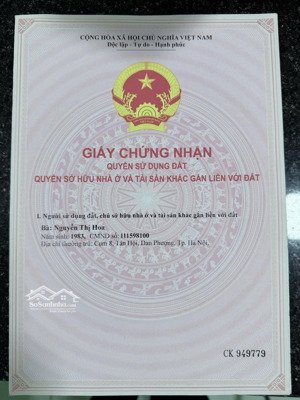 CỘNG HÒA XÃ HỘI CHỦ NGHĨA VIỆT NAM
Độc lập - Tự do - Hạnh phúc
GIẤY CHỨNG NHẬN
QUYỀN SỬ DỤNG ĐẤT
QUYỀN SỞ HỮU NHÀ Ở VÀ TÀI SẢN KHÁC GẮN LIỀN VỚI ĐẤT
I. Người sử dụng đất, chủ sở hữu nhà ở và tài sản khác gắn liền với đất
Bà: Nguyễn Thị Hoa
Năm sinh: 1983, CMND số: 111598100
Địa chỉ thường trú: Cụm 8, Tân Hội, Đan Phượng, Tp. Hà Nội.
SoSanhNha.com
CK 949779